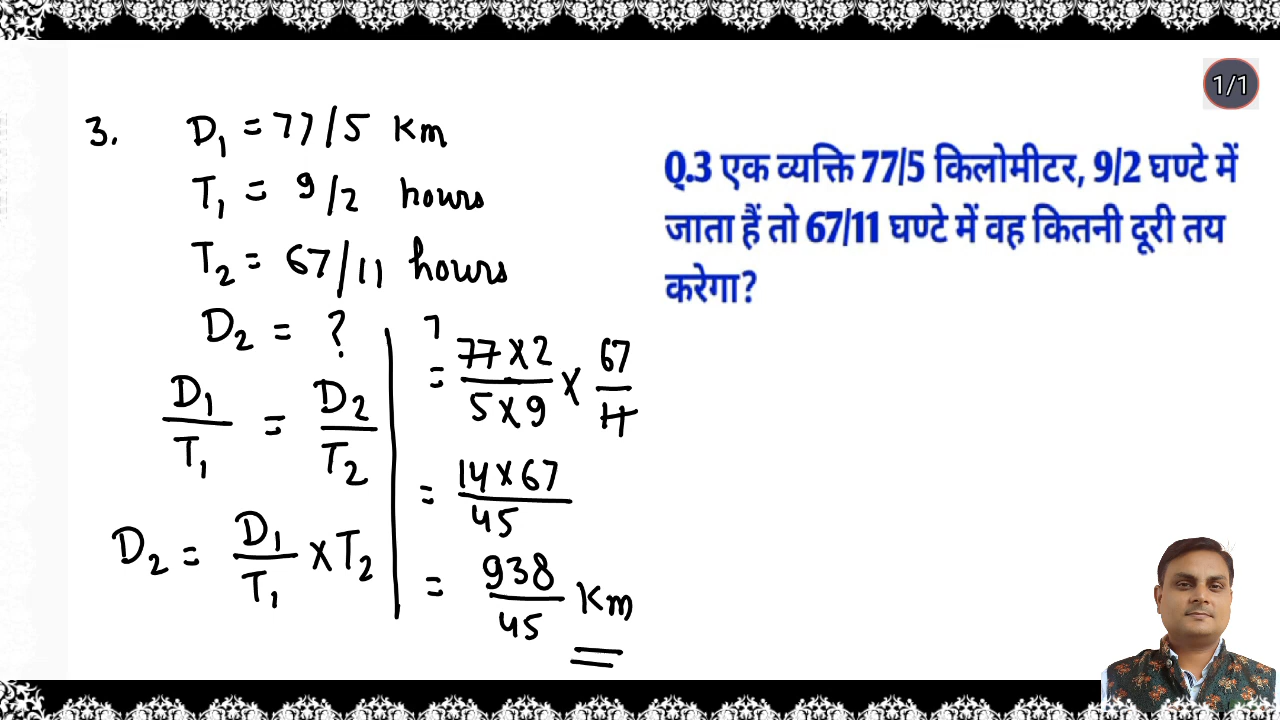 1/1
3. D₁ = 77/5 Km
T₁ = 9/2 hours
T₂ = 67/11 hours
D₂ = ?
D₁/T₁ = D₂/T₂
D₂ = D₁/T₁ × T₂
7
= 77×2/5×9 × 67/11
= 14×67/45
= 938/45 Km
Q.3 एक व्यक्ति 77/5 किलोमीटर, 9/2 घण्टे में
जाता हैं तो 67/11 घण्टे में वह कितनी दूरी तय
करेगा?